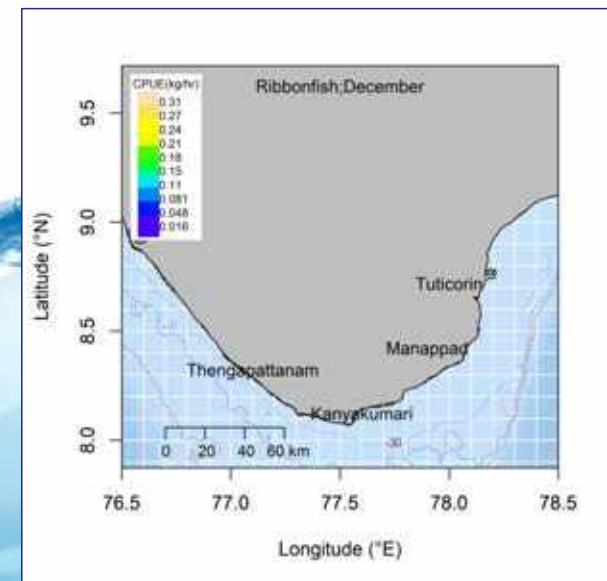 Ribbonfish;December
CPUE(kg/hr)
0.31
0.27
0.24
0.21
0.18
0.15
0.11
0.081
0.048
0.016
9.5
9.0
8.5
8.0
Latitude (°N)
Tuticorin
Manappad
Thengapattanam
Kanyakumari
-30
0 20 40 60 km
76.5 77.0 77.5 78.0 78.5
Longitude (°E)